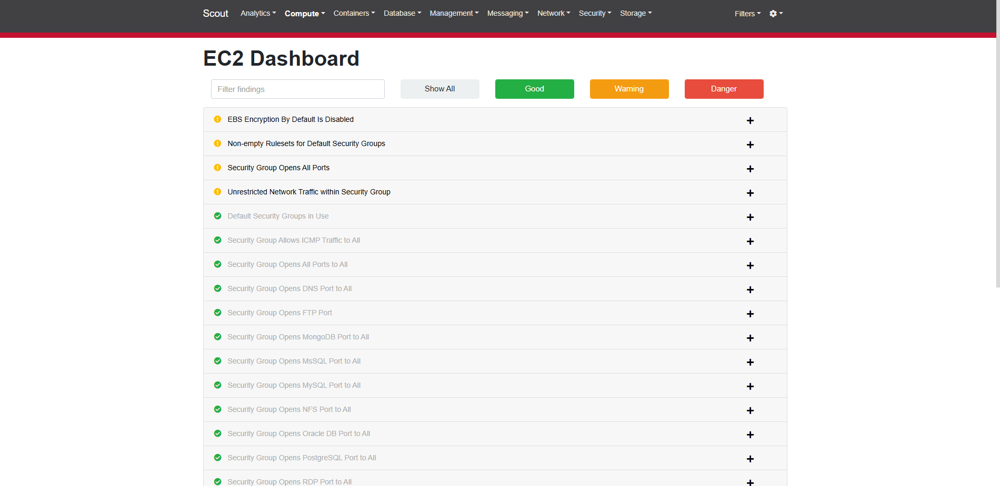 Scout Analytics Compute Containers Database Management Messaging Network Security Storage Filters
EC2 Dashboard
Filter findings Show All Good Warning Danger
EBS Encryption By Default Is Disabled
Non-empty Rulesets for Default Security Groups
Security Group Opens All Ports
Unrestricted Network Traffic within Security Group
Default Security Groups in Use
Security Group Allows ICMP Traffic to All
Security Group Opens All Ports to All
Security Group Opens DNS Port to All
Security Group Opens FTP Port
Security Group Opens MongoDB Port to All
Security Group Opens MsSQL Port to All
Security Group Opens MySQL Port to All
Security Group Opens NFS Port to All
Security Group Opens Oracle DB Port to All
Security Group Opens PostgreSQL Port to All
Security Group Opens RDP Port to All